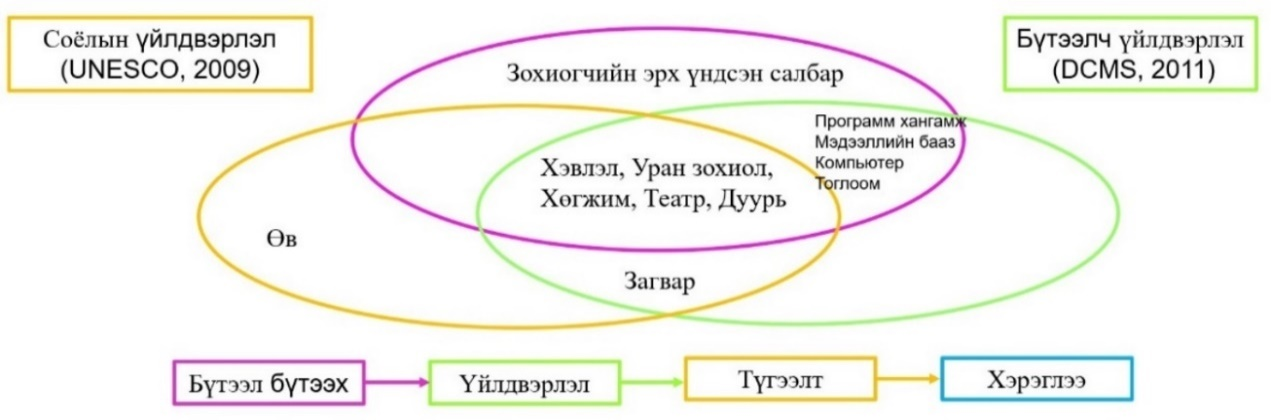 Соёлын үйлдвэрлэл
(UNESCO, 2009)
Бүтээлч үйлдвэрлэл
(DCMS, 2011)
Зохиогчийн эрх үндсэн салбар
Программ хангамж
Мэдээллийн бааз
Компьютер
Тоглоом
Хэвлэл, Уран зохиол,
Хөгжим, Театр, Дуурь
Өв
Загвар
Бүтээл бүтээх
Үйлдвэрлэл
Түгээлт
Хэрэглээ